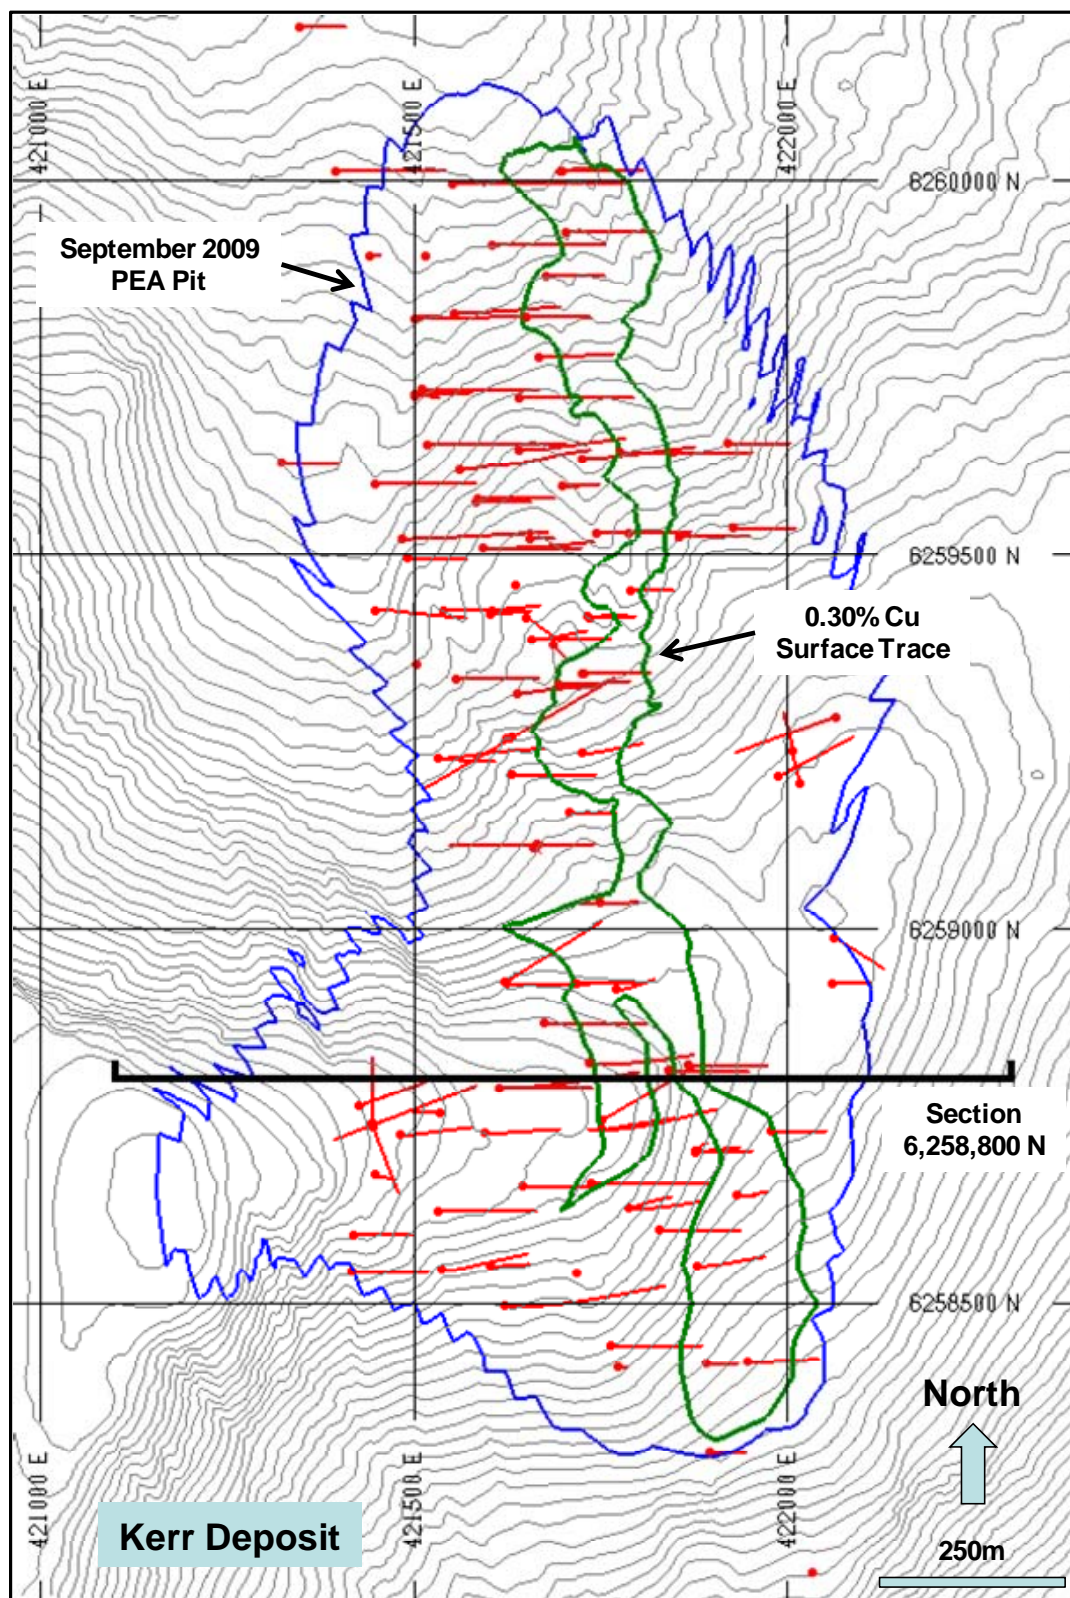 421000 E
421500 E
422000 E
6260000 N
September 2009
PEA Pit
6259500 N
0.30% Cu
Surface Trace
6259000 N
Section
6,258,800 N
6258500 N
North
421000 E
421500 E
422000 E
Kerr Deposit
250m